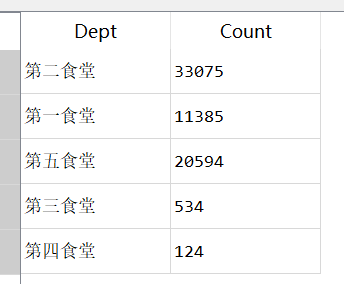 Dept Count
第二食堂 33075
第一食堂 11385
第五食堂 20594
第三食堂 534
第四食堂 124